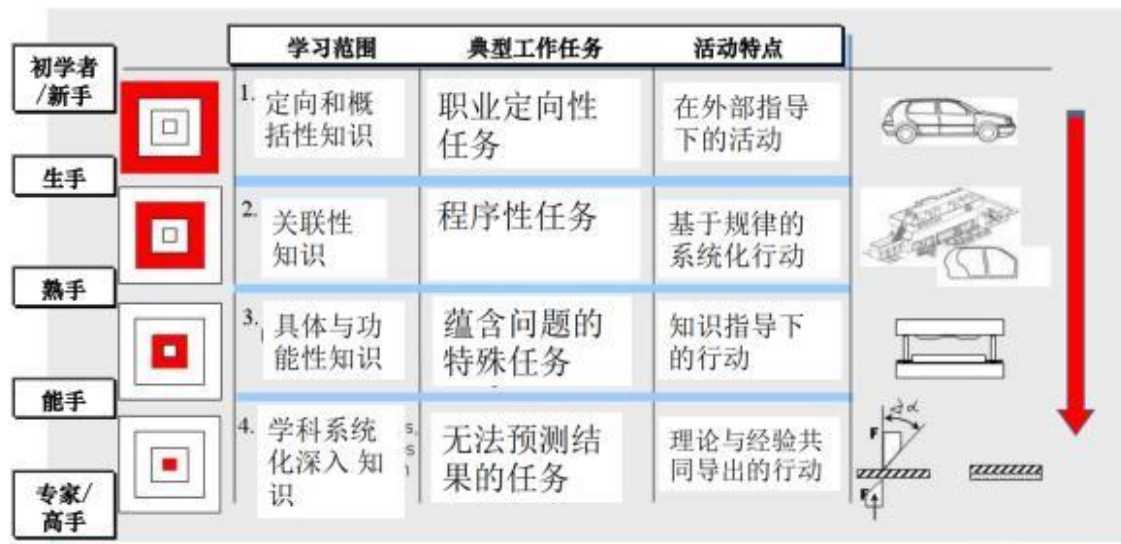 学习范围
典型工作任务
活动特点
初学者
/新手
1.
定向和概
括性知识
职业定向性
任务
在外部指导
下的活动
生手
2.
关联性
知识
程序性任务
基于规律的
系统化行动
熟手
3.
具体与功
能性知识
蕴含问题的
特殊任务
知识指导下
的行动
能手
4.
学科系统
化深入 知
识
无法预测结
果的任务
理论与经验共
同导出的行动
专家/
高手
α
F
F